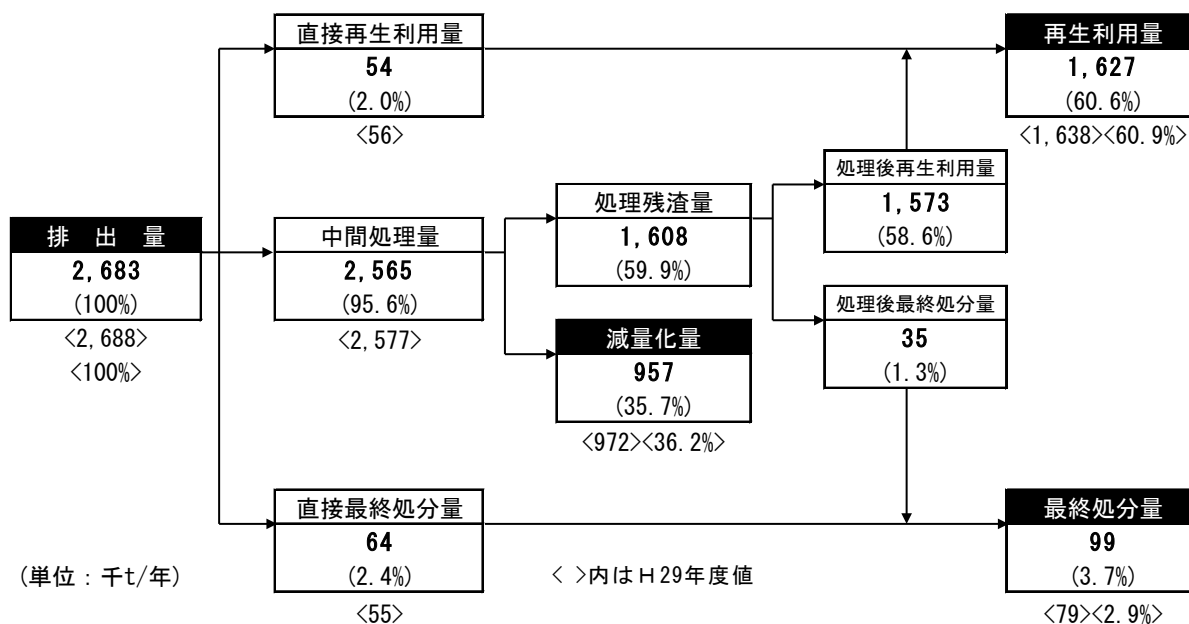 直接再生利用量
54
(2.0%)
<56>
再生利用量
1,627
(60.6%)
<1,638><60.9%>
処理後再生利用量
1,573
(58.6%)
処理残渣量
1,608
(59.9%)
排 出 量
2,683
(100%)
<2,688>
<100%>
中間処理量
2,565
(95.6%)
<2,577>
減量化量
957
(35.7%)
<972><36.2%>
処理後最終処分量
35
(1.3%)
直接最終処分量
64
(2.4%)
<55>
最終処分量
99
(3.7%)
<79><2.9%>
(単位:千t/年)
< >内はH29年度値